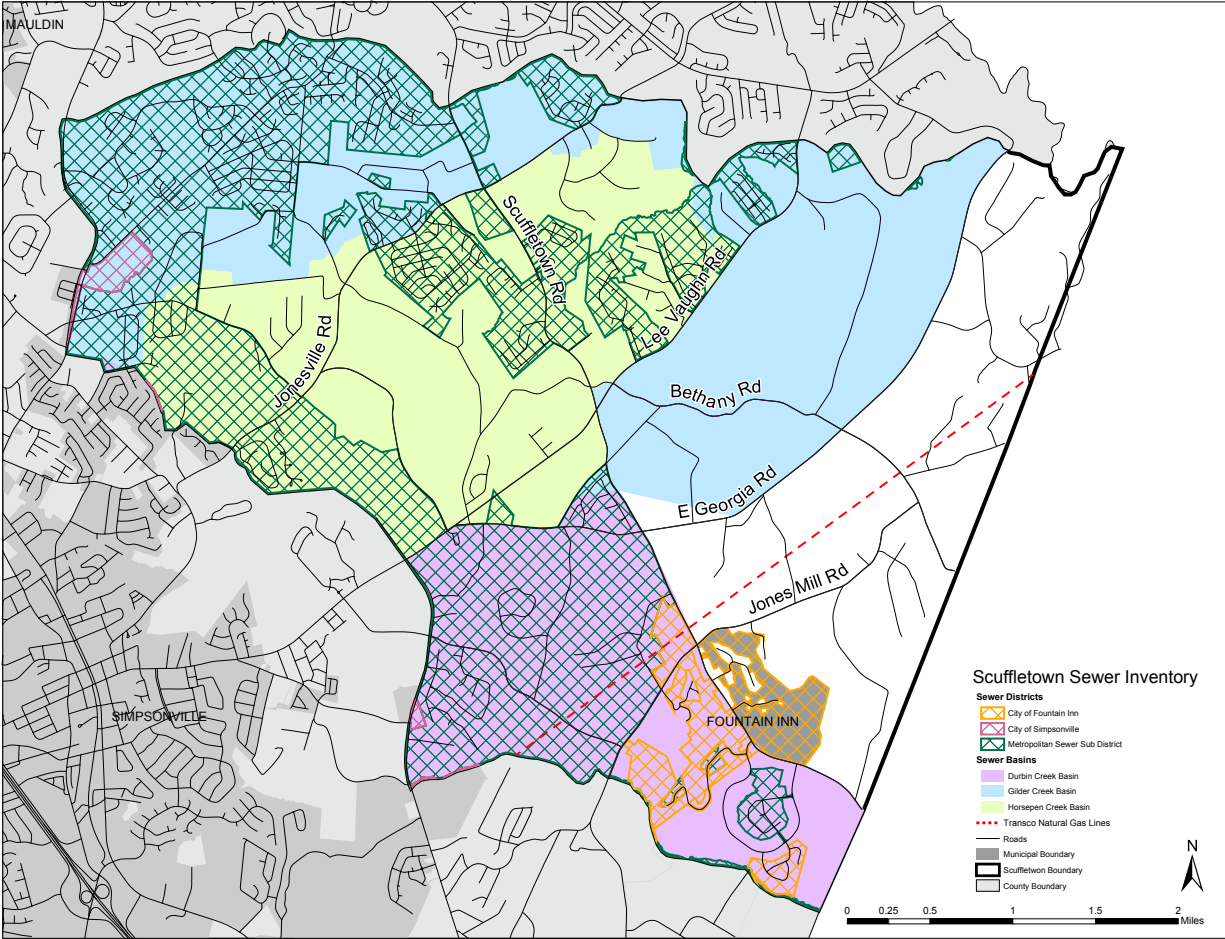 MAULDIN
Scuffletown Rd
Lee Vaughn Rd
Jonesville Rd
Bethany Rd
E Georgia Rd
Jones Mill Rd
SIMPSONVILLE
FOUNTAIN INN
Scuffletown Sewer Inventory
Sewer Districts
City of Fountain Inn
City of Simpsonville
Metropolitan Sewer Sub District
Sewer Basins
Durbin Creek Basin
Gilder Creek Basin
Horsepen Creek Basin
Transco Natural Gas Lines
Roads
Municipal Boundary
Scuffletwon Boundary
County Boundary
N
0 0.25 0.5 1 1.5 2
Miles